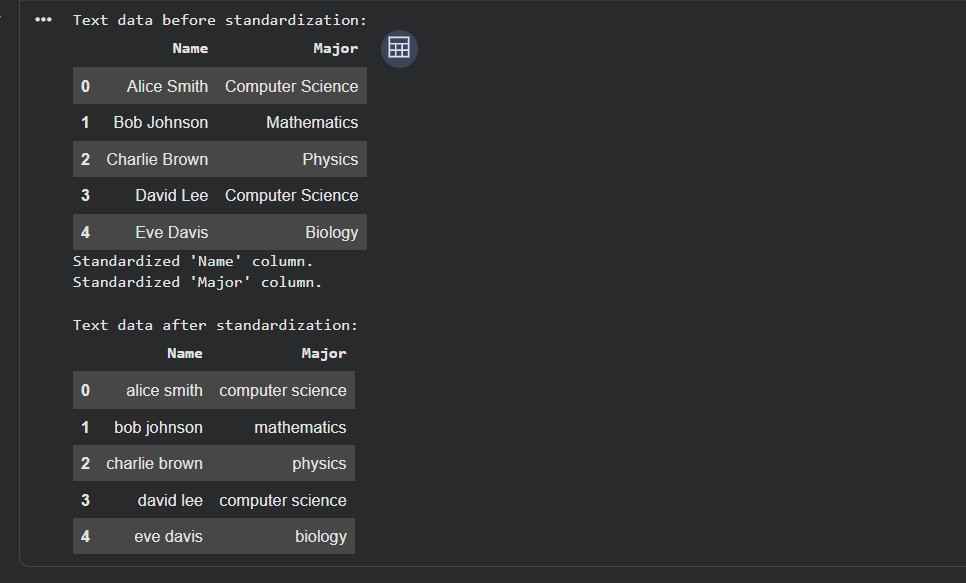 Text data before standardization:
Name Major
0 Alice Smith Computer Science
1 Bob Johnson Mathematics
2 Charlie Brown Physics
3 David Lee Computer Science
4 Eve Davis Biology
Standardized 'Name' column.
Standardized 'Major' column.
Text data after standardization:
Name Major
0 alice smith computer science
1 bob johnson mathematics
2 charlie brown physics
3 david lee computer science
4 eve davis biology